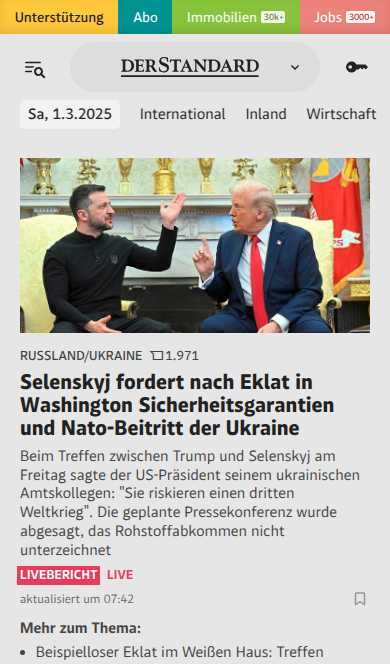 Unterstützung Abo Immobilien 30k+ Jobs 3000+
DERSTANDARD
Sa, 1.3.2025 International Inland Wirtschaft
RUSSLAND/UKRAINE 1.971
Selenskyj fordert nach Eklat in
Washington Sicherheitsgarantien
und Nato-Beitritt der Ukraine
Beim Treffen zwischen Trump und Selenskyj am
Freitag sagte der US-Präsident seinem ukrainischen
Amtskollegen: "Sie riskieren einen dritten
Weltkrieg". Die geplante Pressekonferenz wurde
abgesagt, das Rohstoffabkommen nicht
unterzeichnet
LIVEBERICHT LIVE
aktualisiert um 07:42
Mehr zum Thema:
• Beispielloser Eklat im Weißen Haus: Treffen